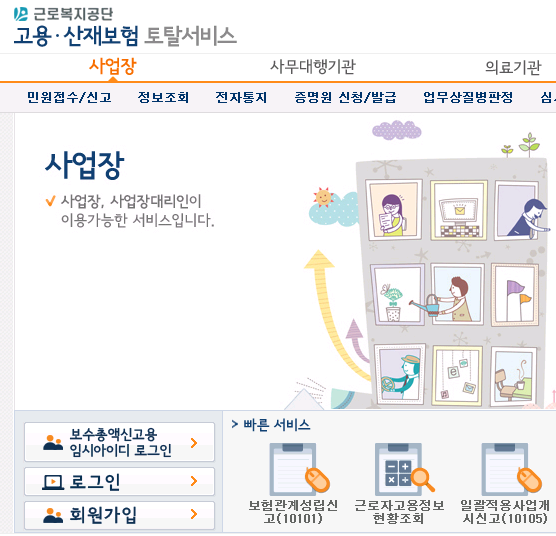 근로복지공단
고용·산재보험 토탈서비스
사업장 사무대행기관 의료기관
민원접수/신고 정보조회 전자통지 증명원 신청/발급 업무상질병판정
사업장
사업장, 사업장대리인이
이용가능한 서비스입니다.
보수총액신고용
임시아이디 로그인
로그인
회원가입
> 빠른 서비스
보험관계성립신
고(10101)
근로자고용정보
현황조회
일괄적용사업개
시신고(10105)